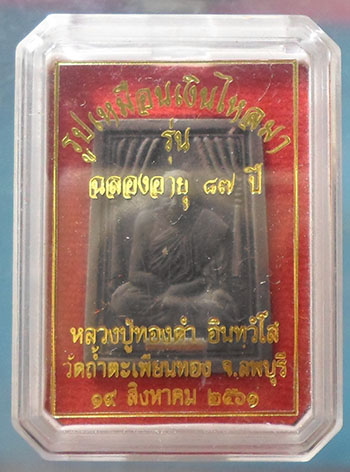 รูปเหมือนเงินไหลมา
รุ่น
ฉลองอายุ ๘๗ ปี
หลวงปู่ทองดำ อินฺทวํโส
วัดถ้ำตะเพียนทอง จ.ลพบุรี
๑๙ สิงหาคม ๒๕๖๑